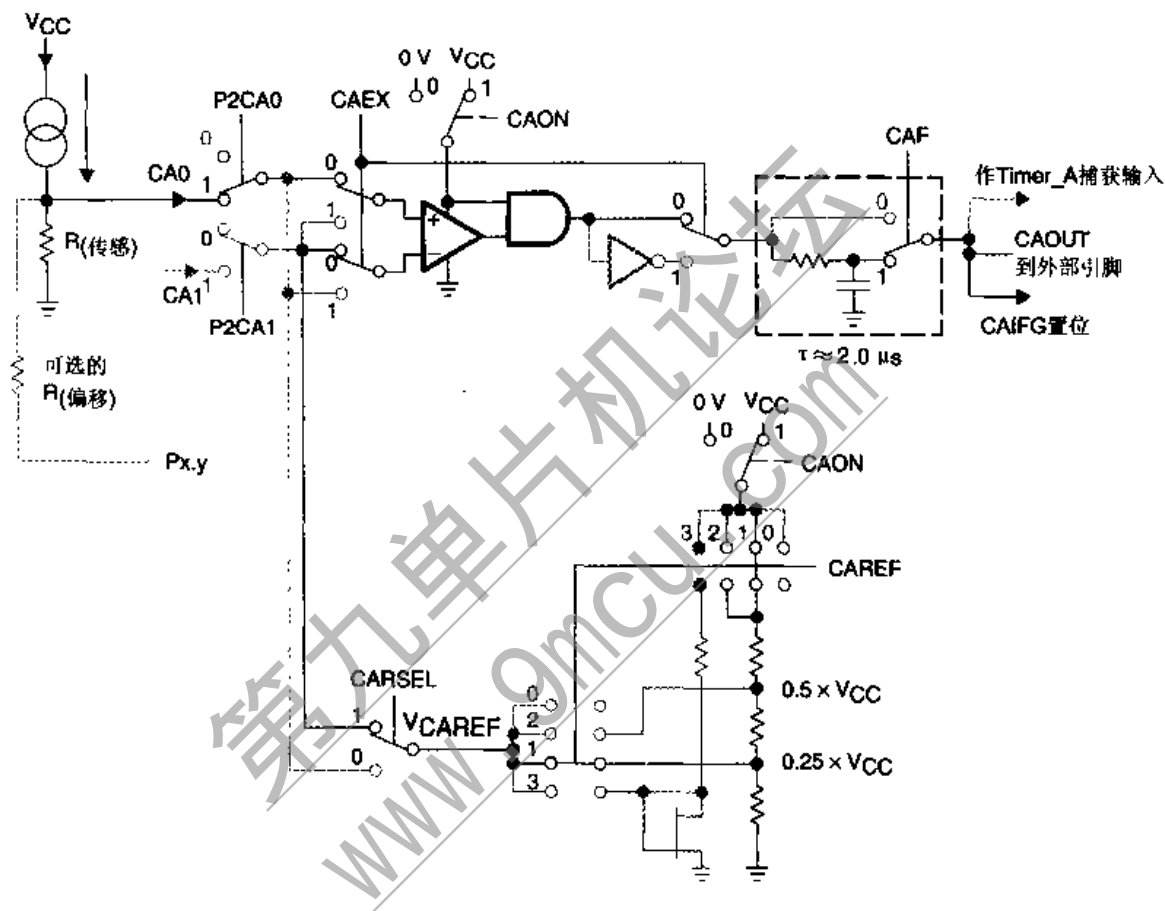 VCC
0 V VCC
0 1
P2CA0
CAEX
CAON
CAF
0
1
CA0
0
1
0
1
0
1
0
1
R(传感)
CA1
P2CA1
作Timer_A捕获输入
CAOUT
到外部引脚
CAIFG置位
0
1
τ≈2.0 μs
可选的
R(偏移)
Px.y
0 V VCC
0 1
CAON
3 2 1 0
CAREF
CARSEL
1
0
VCAREF
0
2
1
3
0.5 × VCC
0.25 × VCC
+
−
第九单片机论坛
www.9mcu.com